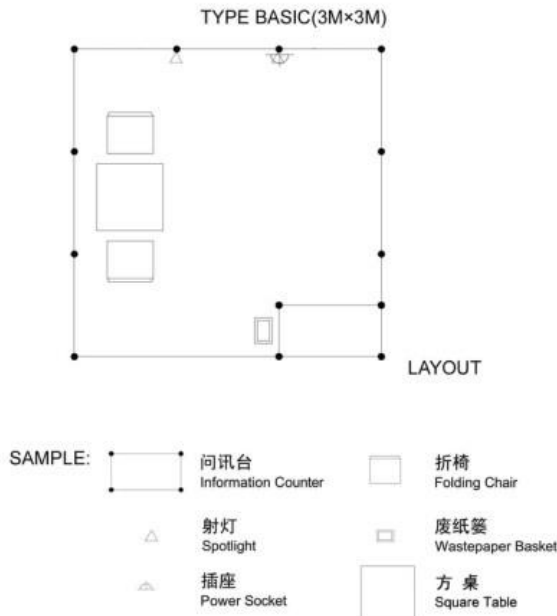 TYPE BASIC(3M×3M)
LAYOUT
SAMPLE:
问讯台
Information Counter
折椅
Folding Chair
射灯
Spotlight
废纸篓
Wastepaper Basket
插座
Power Socket
方 桌
Square Table